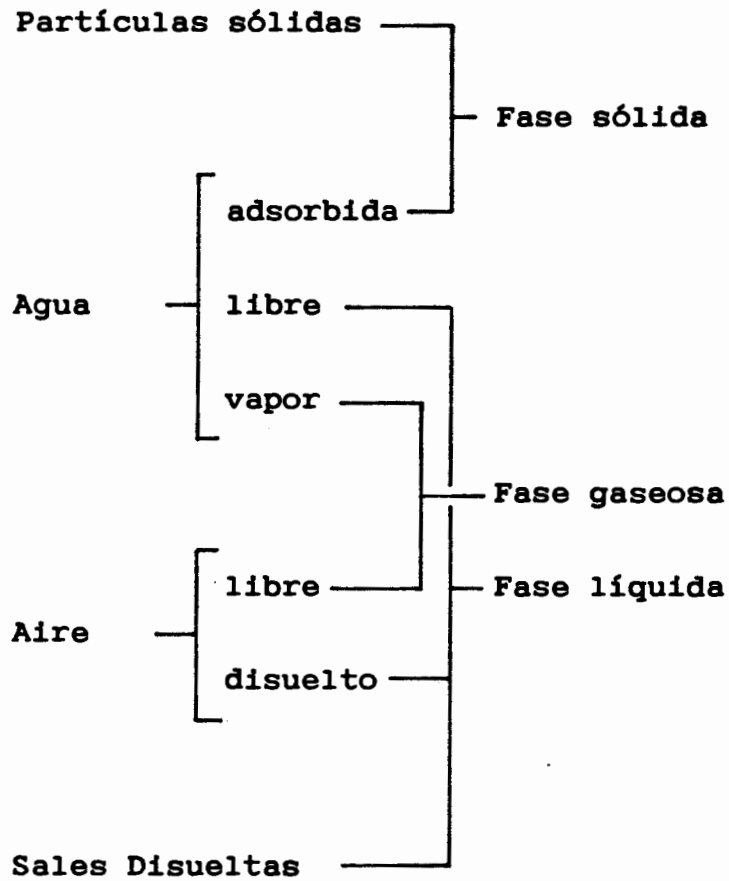 Partículas sólidas
Fase sólida
adsorbida
Agua
libre
vapor
Fase gaseosa
libre
Fase líquida
Aire
disuelto
Sales Disueltas